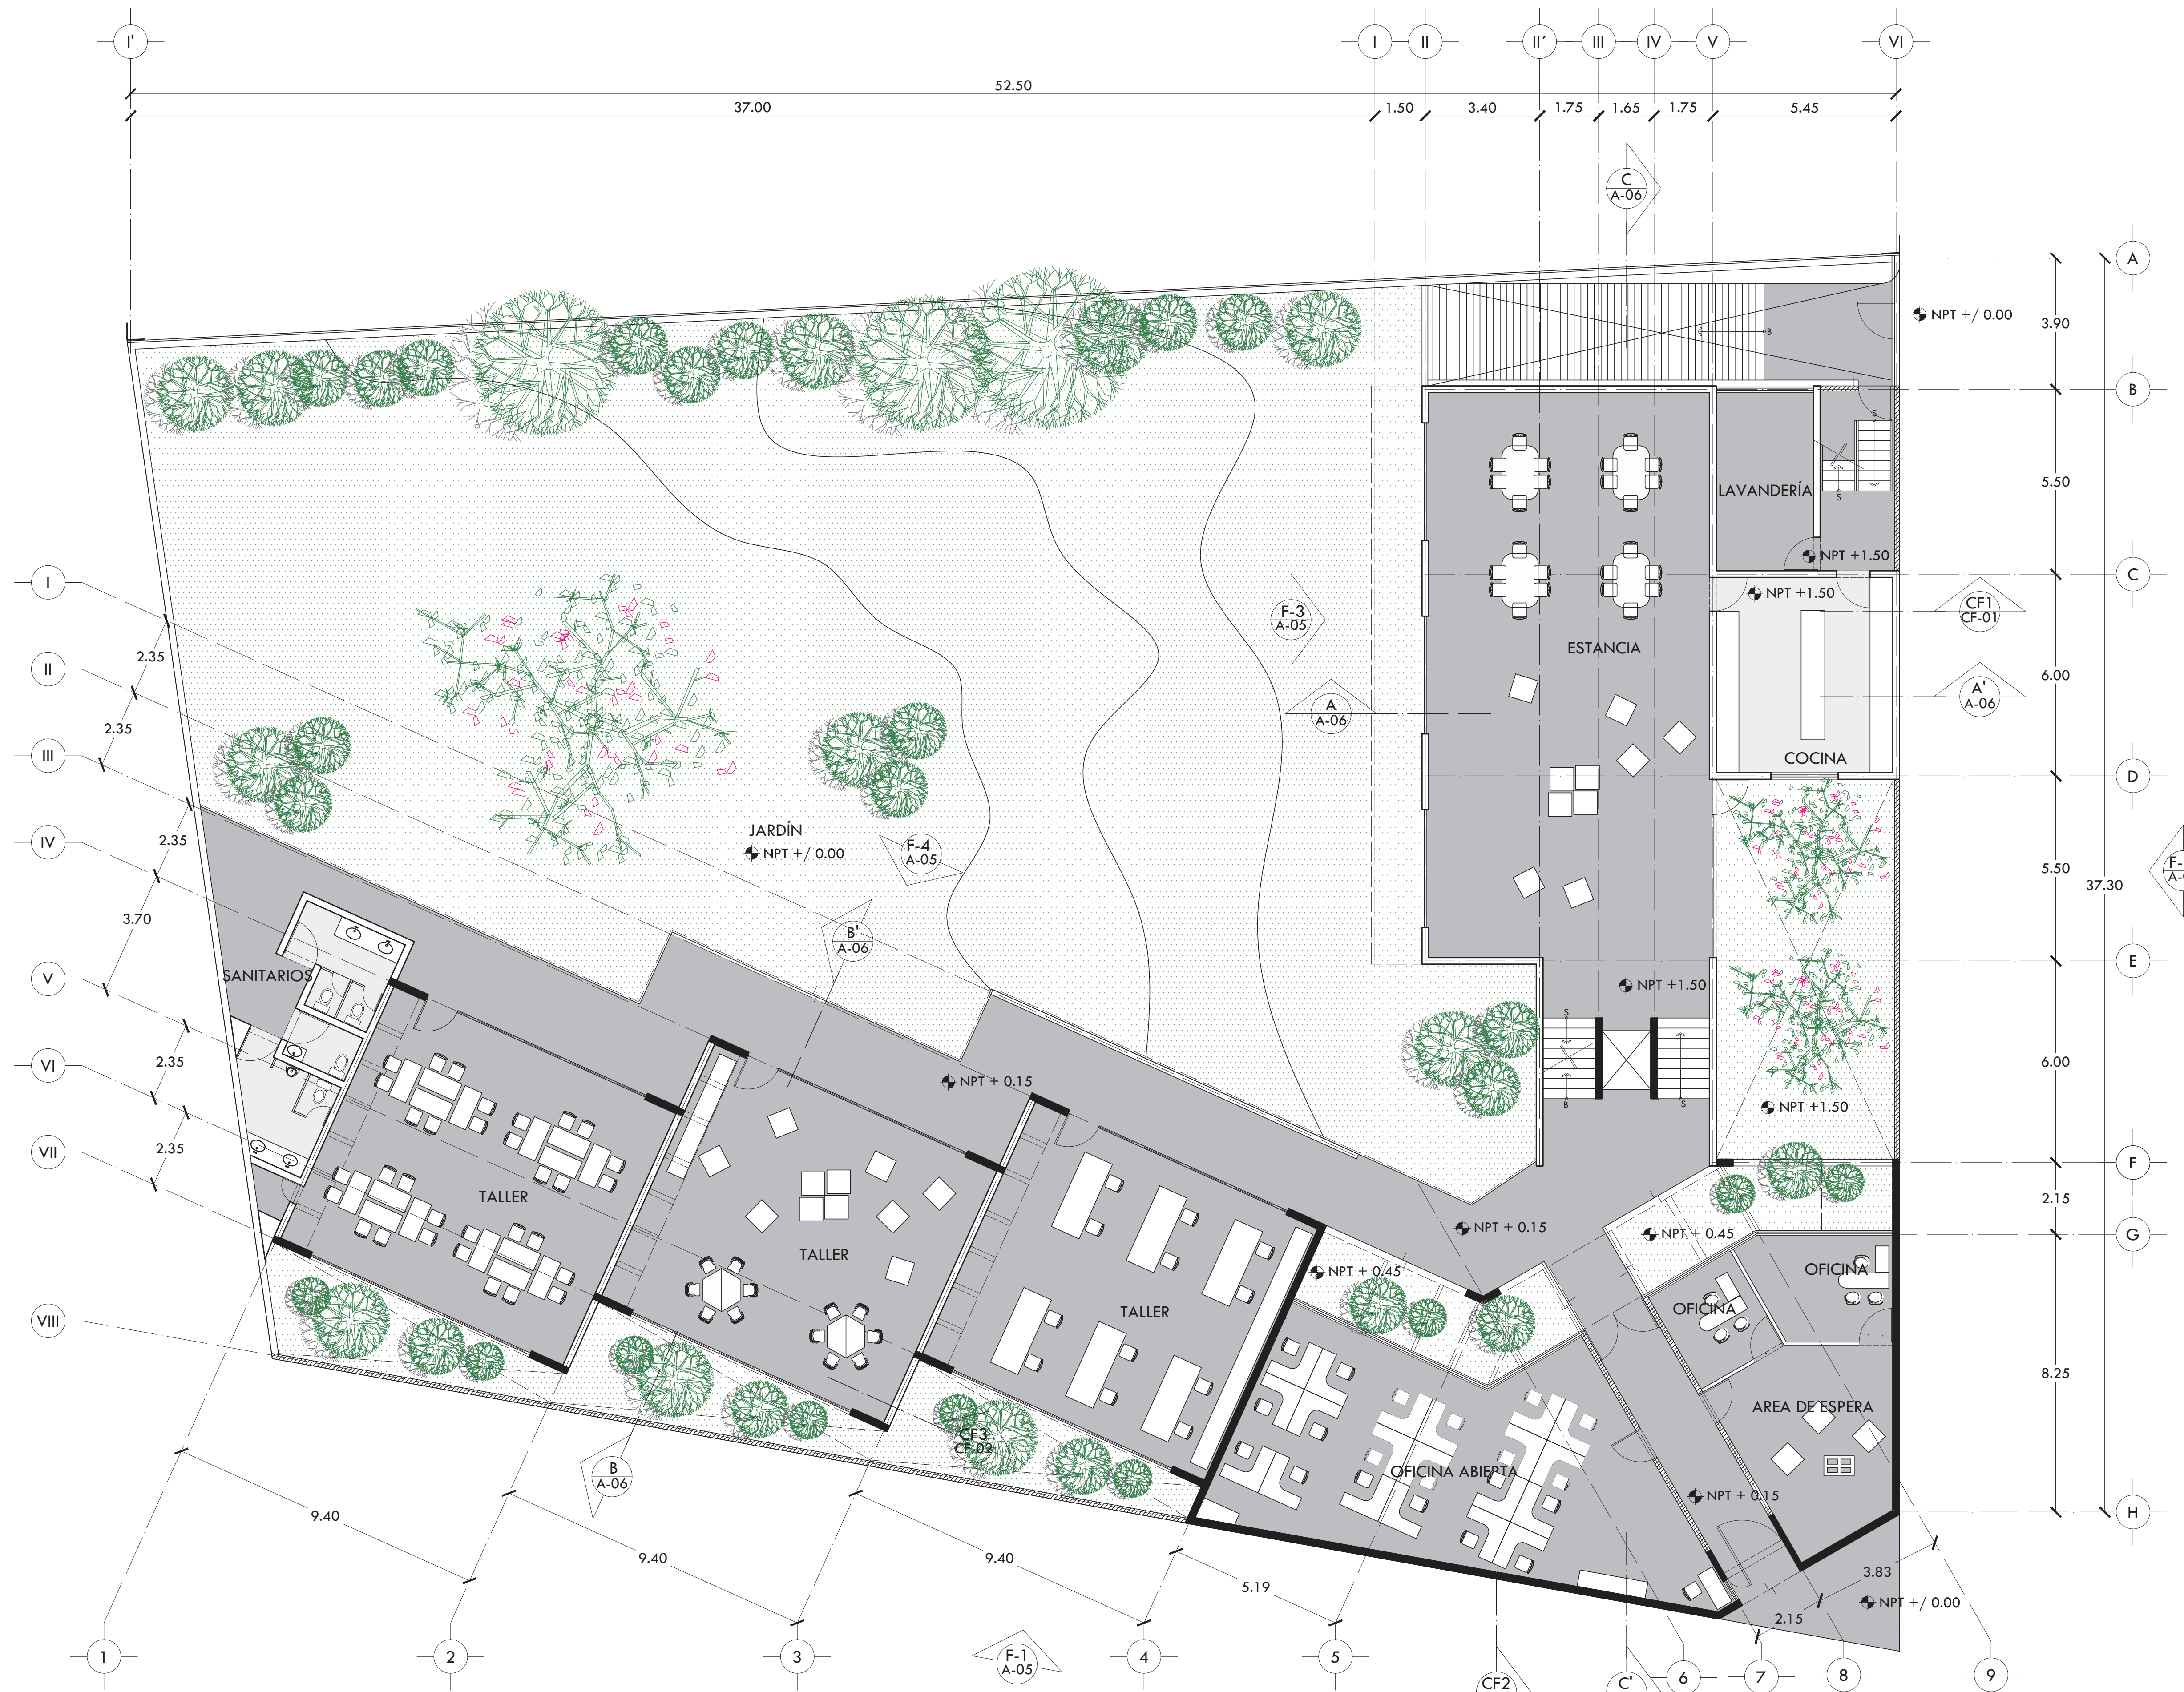 I'
I
II
II´
III
IV
V
VI
52.50
37.00
1.50
3.40
1.75
1.65
1.75
5.45
C
A-06
A
NPT +/ 0.00
3.90
B
B
S
5.50
LAVANDERÍA
S
NPT +1.50
C
I
NPT +1.50
CF1
CF-01
F-3
A-05
ESTANCIA
2.35
II
6.00
A'
A-06
A
A-06
2.35
III
COCINA
D
JARDÍN
NPT +/ 0.00
F-4
A-05
2.35
IV
5.50
37.30
3.70
B'
A-06
SANITARIOS
V
E
NPT +1.50
S
2.35
VI
NPT + 0.15
6.00
B
S
NPT +1.50
2.35
VII
F
TALLER
2.15
NPT + 0.15
NPT + 0.45
G
TALLER
NPT + 0.45
OFICINA
OFICINA
TALLER
VIII
8.25
AREA DE ESPERA
CF3
CF-02
OFICINA ABIERTA
B
A-06
NPT + 0.15
H
9.40
9.40
9.40
5.19
3.83
NPT +/ 0.00
2.15
1
2
3
F-1
A-05
4
5
CF2
C'
6
7
8
9